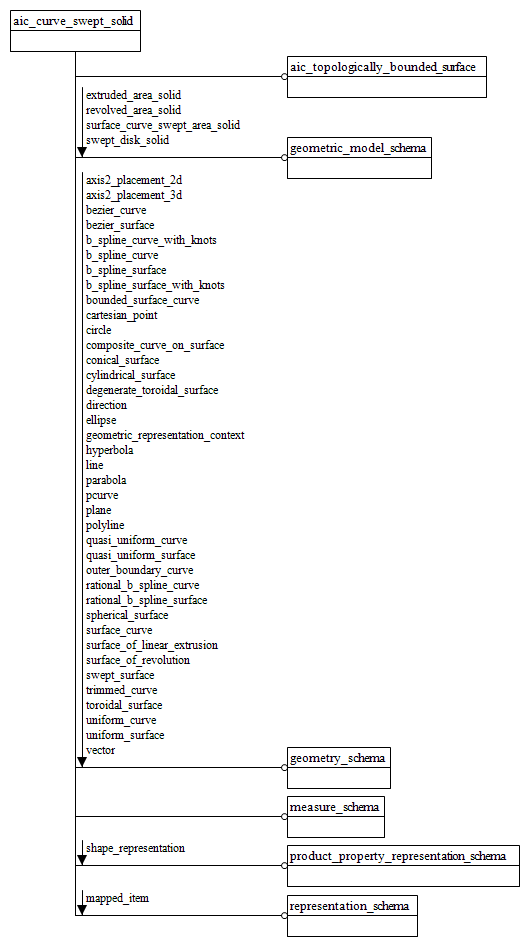 aic_curve_swept_solid
aic_topologically_bounded_surface
extruded_area_solid
revolved_area_solid
surface_curve_swept_area_solid
swept_disk_solid
geometric_model_schema
axis2_placement_2d
axis2_placement_3d
bezier_curve
bezier_surface
b_spline_curve_with_knots
b_spline_curve
b_spline_surface
b_spline_surface_with_knots
bounded_surface_curve
cartesian_point
circle
composite_curve_on_surface
conical_surface
cylindrical_surface
degenerate_toroidal_surface
direction
ellipse
geometric_representation_context
hyperbola
line
parabola
pcurve
plane
polyline
quasi_uniform_curve
quasi_uniform_surface
outer_boundary_curve
rational_b_spline_curve
rational_b_spline_surface
spherical_surface
surface_curve
surface_of_linear_extrusion
surface_of_revolution
swept_surface
trimmed_curve
toroidal_surface
uniform_curve
uniform_surface
vector
geometry_schema
measure_schema
shape_representation
product_property_representation_schema
mapped_item
representation_schema